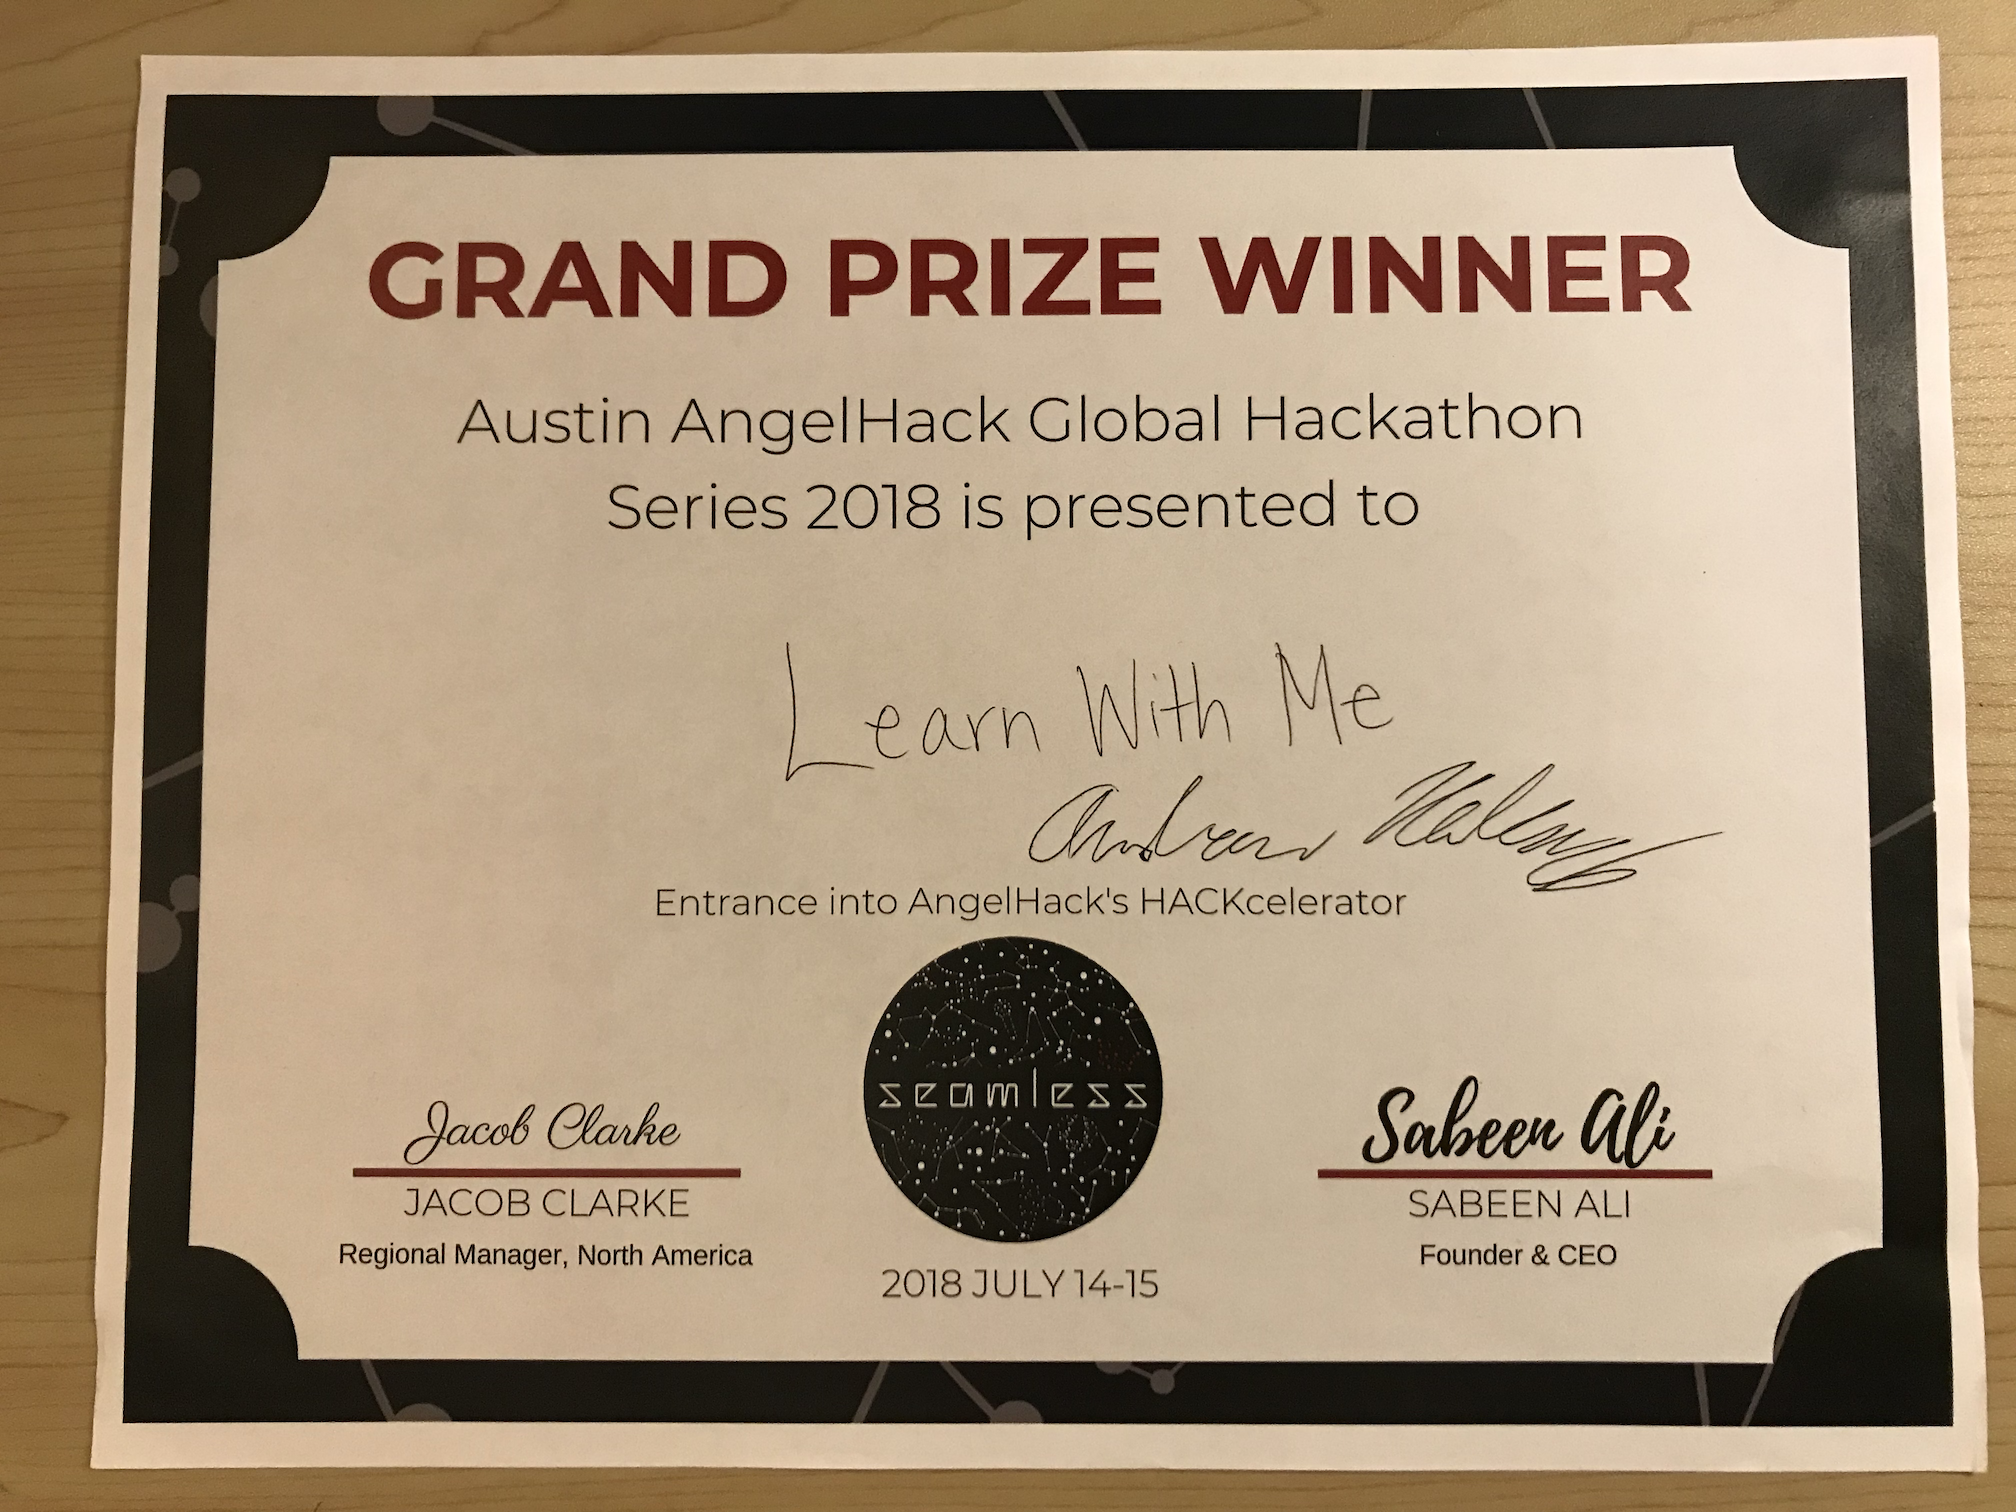 GRAND PRIZE WINNER
Austin AngelHack Global Hackathon
Series 2018 is presented to
Learn With Me
Andrew
Entrance into AngelHack's HACKcelerator
seamless
Jacob Clarke
JACOB CLARKE
Regional Manager, North America
2018 JULY 14-15
Sabeen Ali
SABEEN ALI
Founder & CEO